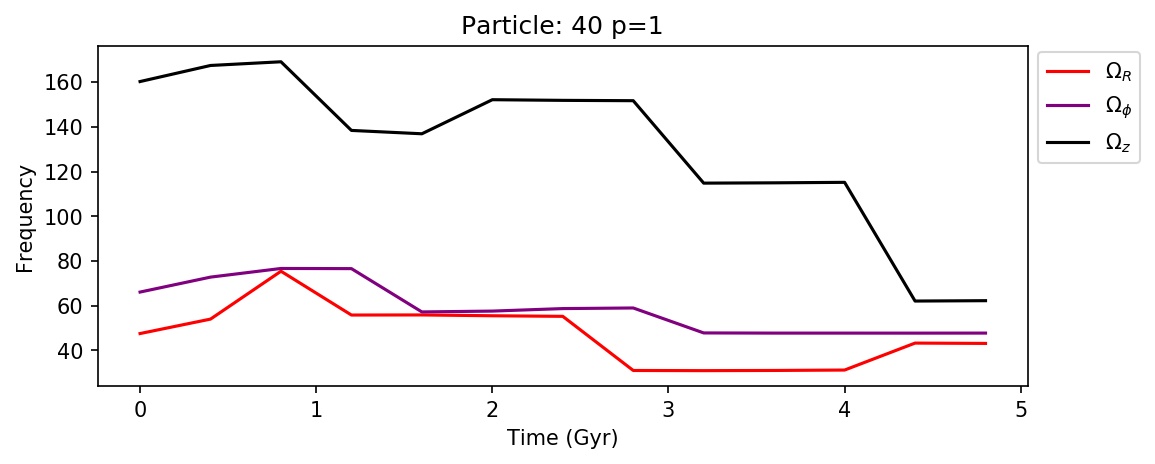 Particle: 40 p=1
Frequency
160
140
120
100
80
60
40
0 1 2 3 4 5
Time (Gyr)
Ω_R
Ω_ϕ
Ω_z